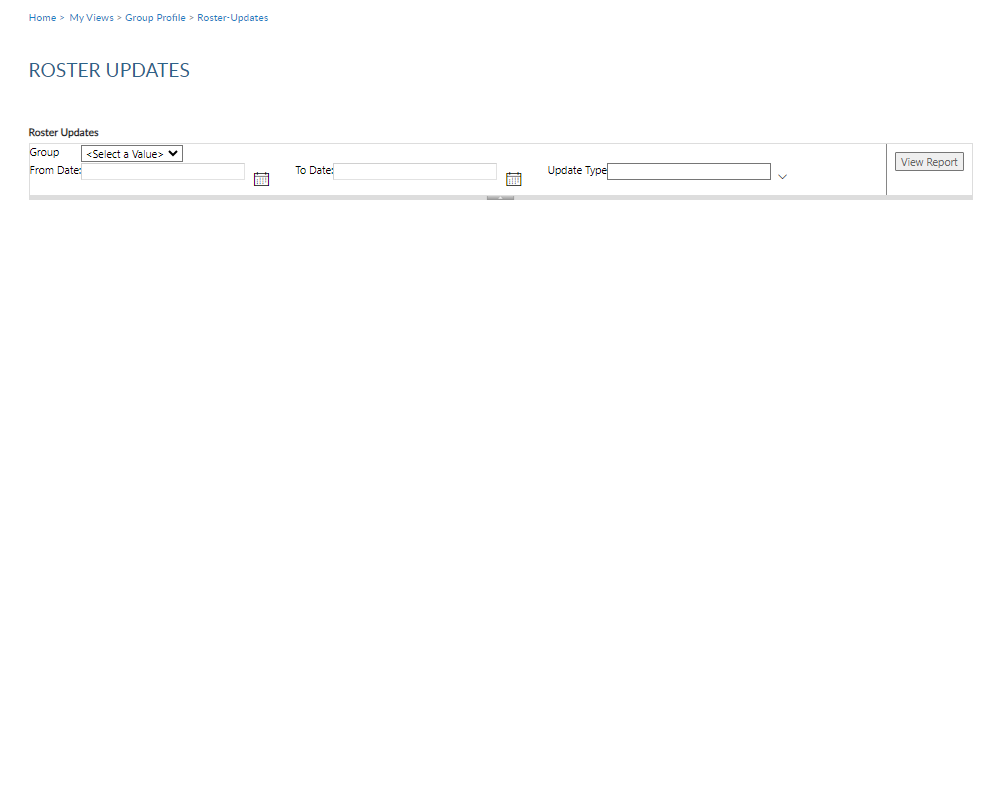 Home > My Views > Group Profile > Roster-Updates
ROSTER UPDATES
Roster Updates
Group <Select a Value>
From Date: To Date: Update Type
View Report